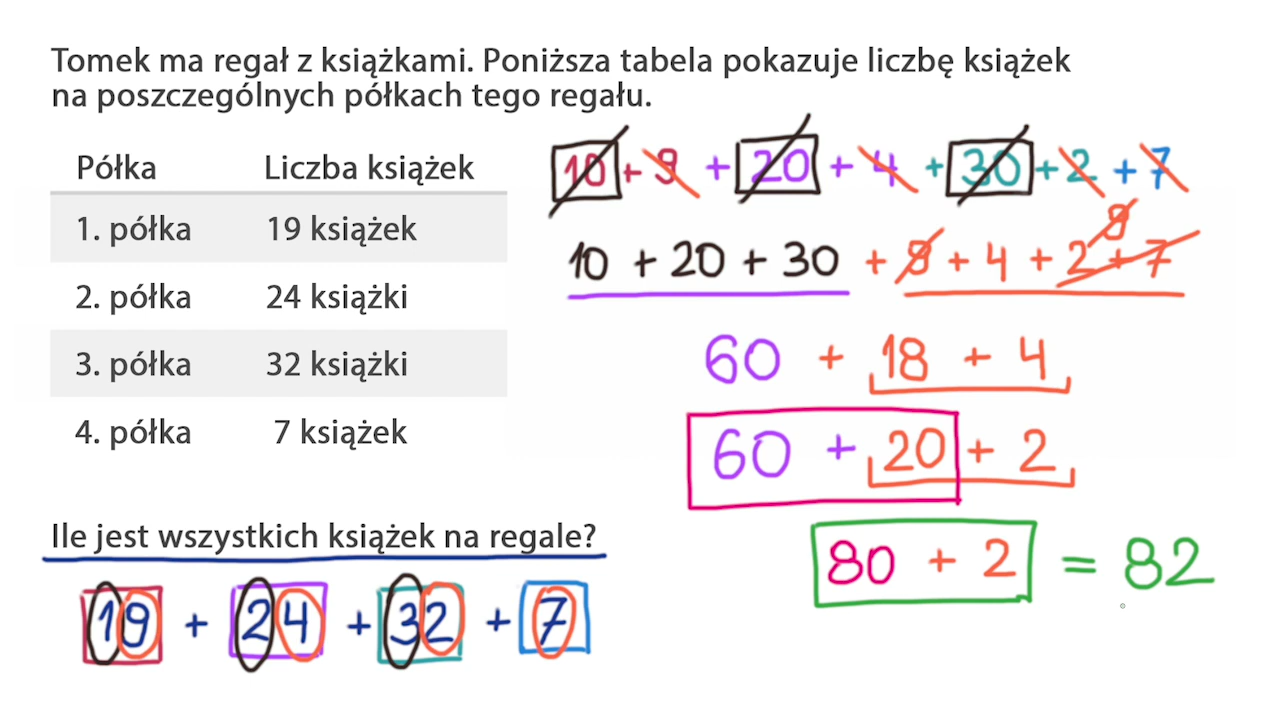 Tomek ma regał z książkami. Poniższa tabela pokazuje liczbę książek
na poszczególnych półkach tego regału.
Półka Liczba książek
1. półka 19 książek
2. półka 24 książki
3. półka 32 książki
4. półka 7 książek
Ile jest wszystkich książek na regale?
19 + 24 + 32 + 7
10 + 9 + 20 + 4 + 30 + 2 + 7
9
10 + 20 + 30 + 9 + 4 + 2 + 7
60 + 18 + 4
60 + 20 + 2
80 + 2 = 82